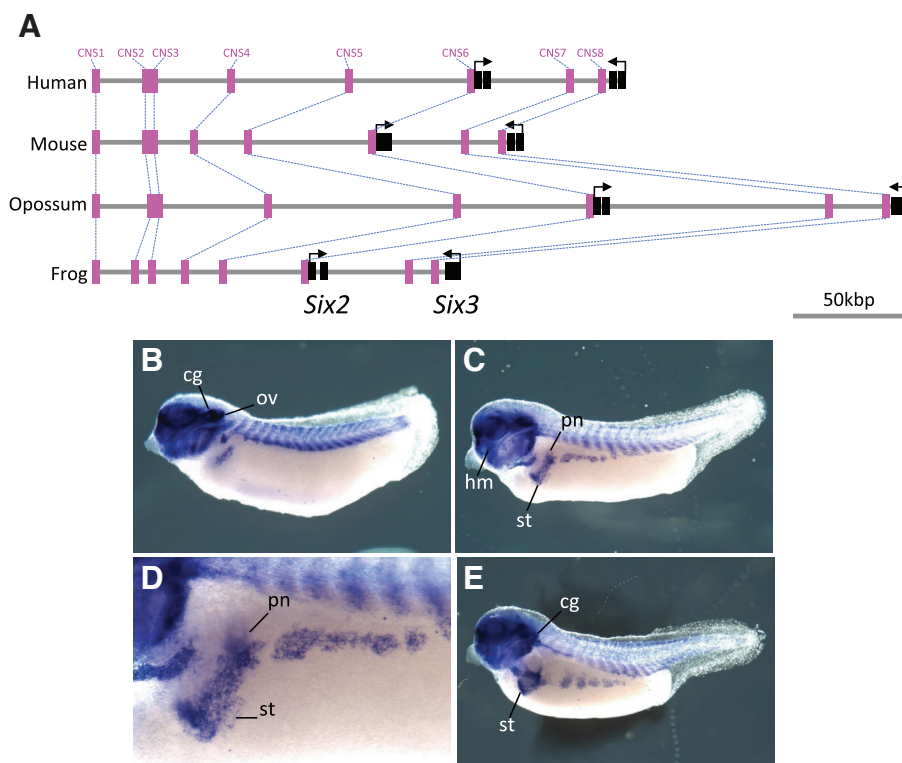 A
CNS1 CNS2 CNS3 CNS4 CNS5 CNS6 CNS7 CNS8
Human
Mouse
Opossum
Frog
Six2 Six3
50kbp
B
cg
ov
C
pn
hm
st
D
pn
st
E
cg
st